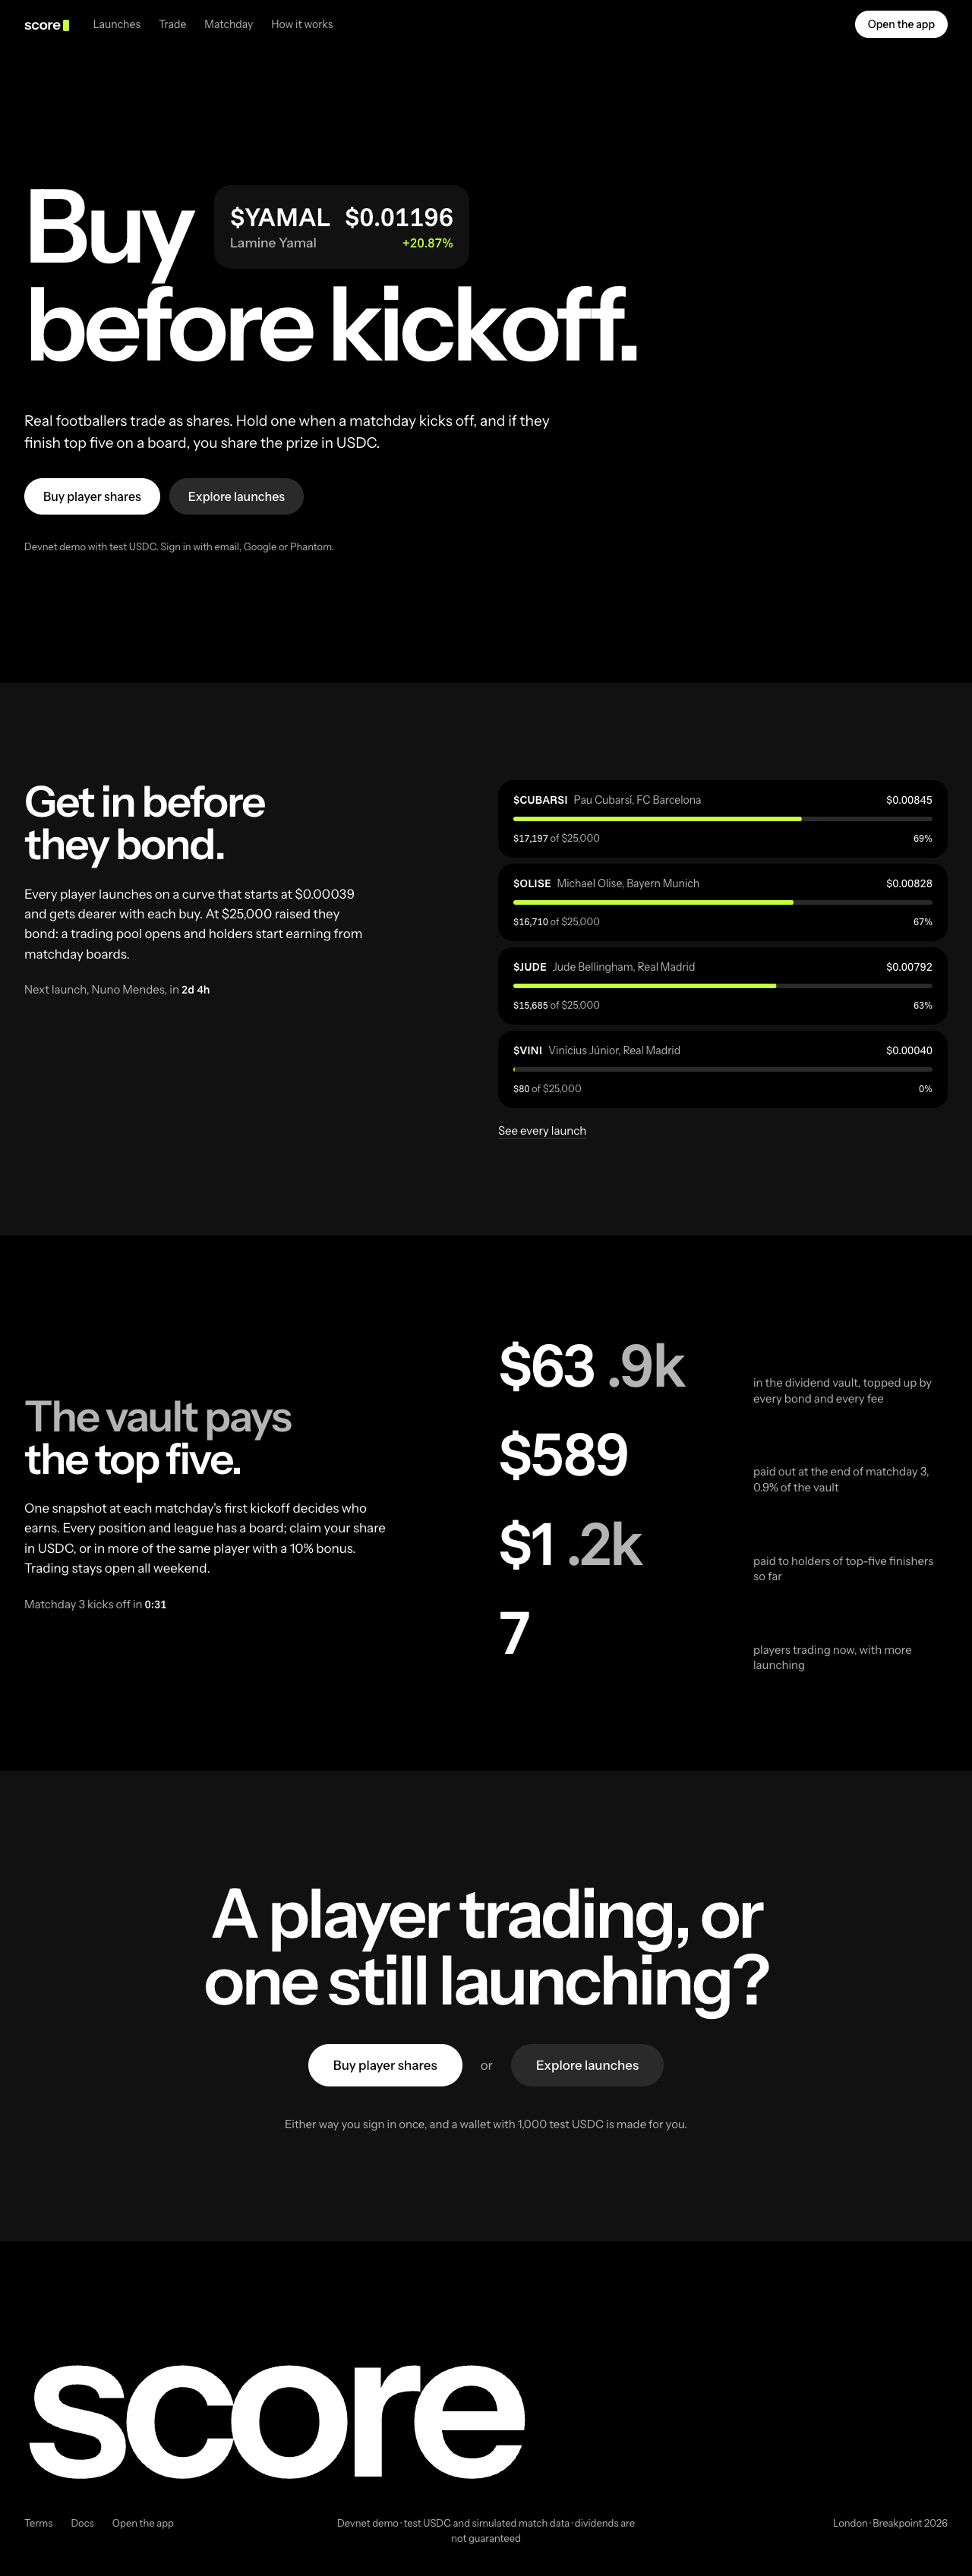 score
Launches Trade Matchday How it works
Open the app
Buy
$YAMAL $0.01196
Lamine Yamal +20.87%
before kickoff.
Real footballers trade as shares. Hold one when a matchday kicks off, and if they
finish top five on a board, you share the prize in USDC.
Buy player shares
Explore launches
Devnet demo with test USDC. Sign in with email, Google or Phantom.
Get in before
they bond.
Every player launches on a curve that starts at $0.00039
and gets dearer with each buy. At $25,000 raised they
bond: a trading pool opens and holders start earning from
matchday boards.
Next launch, Nuno Mendes, in 2d 4h
$CUBARSI Pau Cubarsí, FC Barcelona $0.00845
$17,197 of $25,000 69%
$OLISE Michael Olise, Bayern Munich $0.00828
$16,710 of $25,000 67%
$JUDE Jude Bellingham, Real Madrid $0.00792
$15,685 of $25,000 63%
$VINI Vinícius Júnior, Real Madrid $0.00040
$80 of $25,000 0%
See every launch
The vault pays
the top five.
One snapshot at each matchday's first kickoff decides who
earns. Every position and league has a board; claim your share
in USDC, or in more of the same player with a 10% bonus.
Trading stays open all weekend.
Matchday 3 kicks off in 0:31
$63 .9k
in the dividend vault, topped up by
every bond and every fee
$589
paid out at the end of matchday 3,
0.9% of the vault
$1 .2k
paid to holders of top-five finishers
so far
7
players trading now, with more
launching
A player trading, or
one still launching?
Buy player shares or Explore launches
Either way you sign in once, and a wallet with 1,000 test USDC is made for you.
score
Terms Docs Open the app
Devnet demo · test USDC and simulated match data · dividends are
not guaranteed
London · Breakpoint 2026